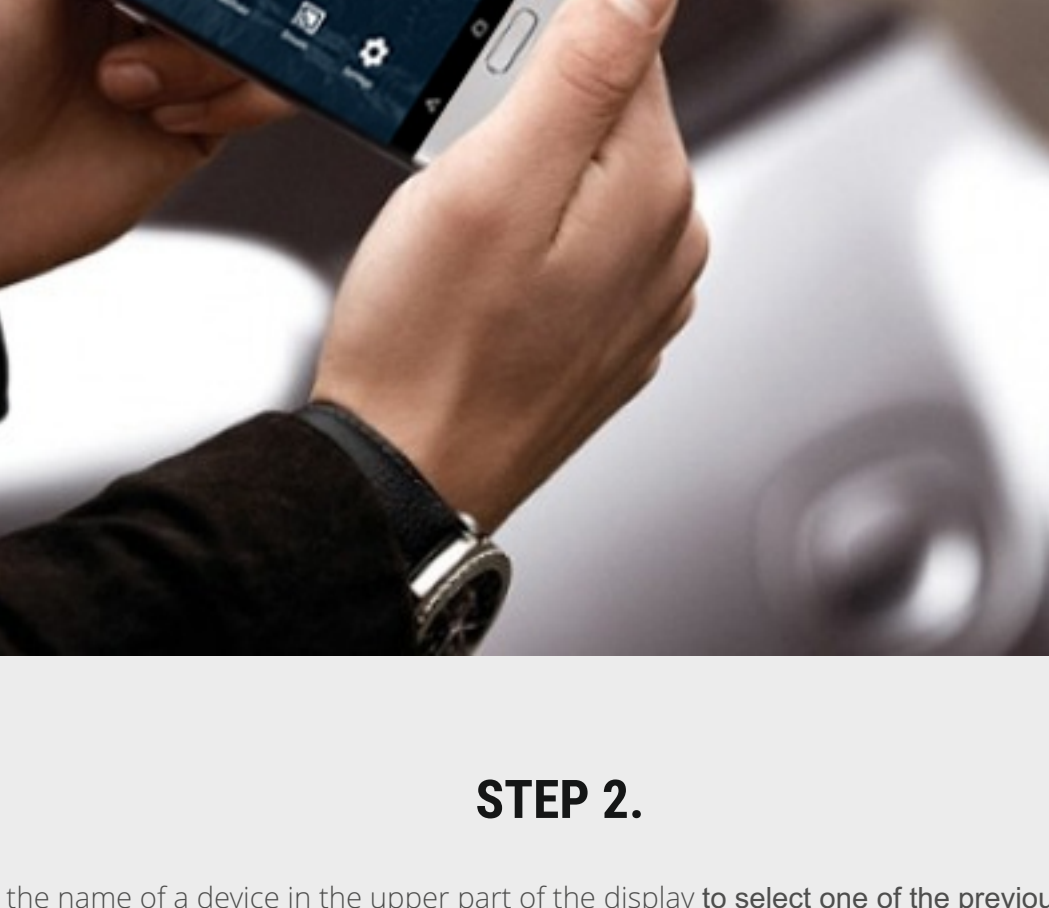 STEP 2.
the name of a device in the upper part of the display to select one of the previou